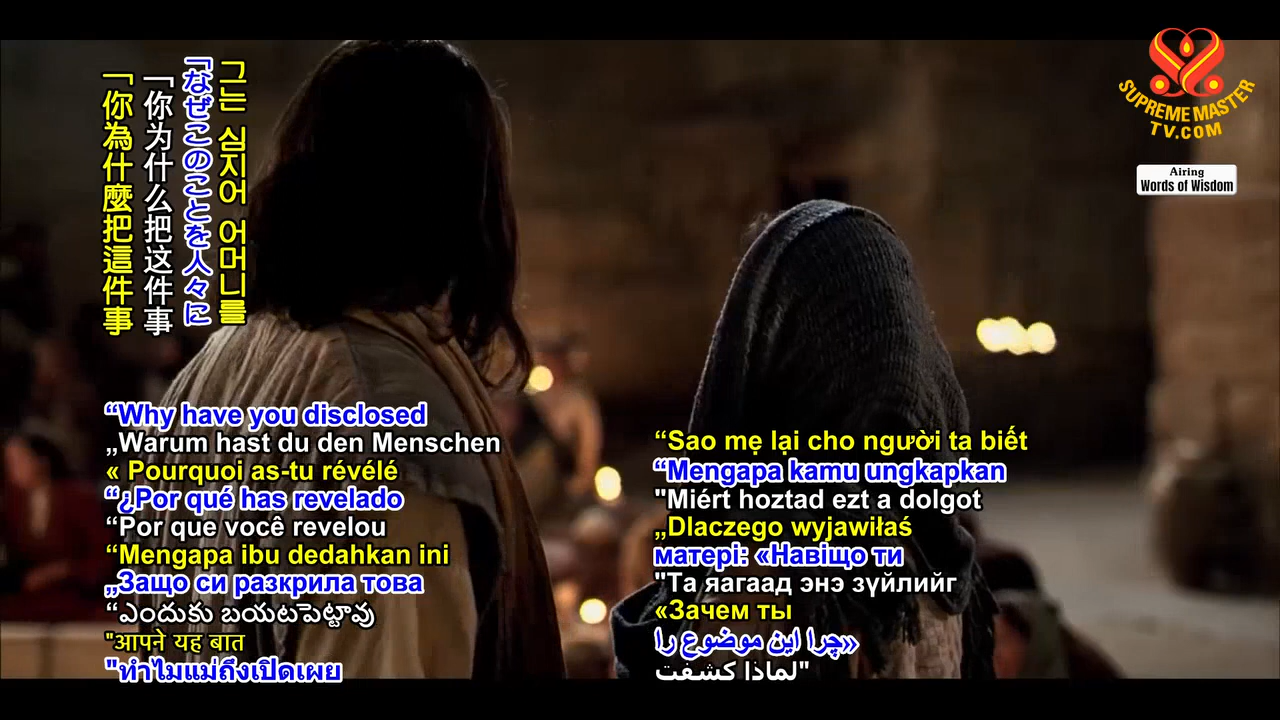 그는 심지어 어머니를
「なぜこのことを人々に
「你为什么把这件事
「你為什麼把這件事
SUPREME MASTER
TV.COM
Airing
Words of Wisdom
“Why have you disclosed
„Warum hast du den Menschen
« Pourquoi as-tu révélé
“¿Por qué has revelado
“Por que você revelou
“Mengapa ibu dedahkan ini
„Защо си разкрила това
“ఎందుకు బయటపెట్టావు
"आपने यह बात
"ทำไมแม่ถึงเปิดเผย
“Sao mẹ lại cho người ta biết
“Mengapa kamu ungkapkan
"Miért hoztad ezt a dolgot
„Dlaczego wyjawiłaś
матері: «Навіщо ти
"Та яагаад энэ зүйлийг
«Зачем ты
«چرا این موضوع را
"لماذا كشفت